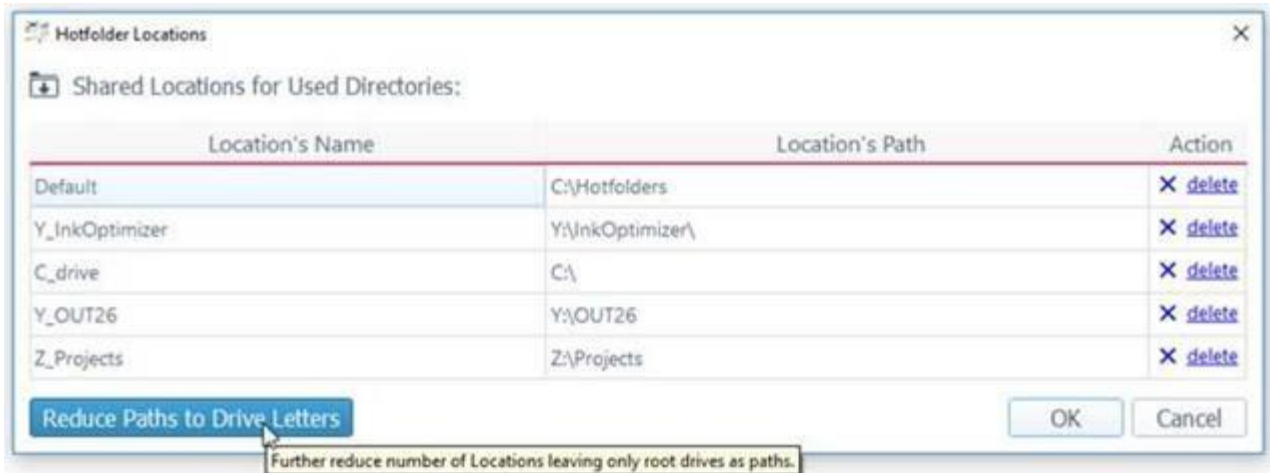 Hotfolder Locations
Shared Locations for Used Directories:
Location's Name Location's Path Action
Default C:\Hotfolders delete
Y_InkOptimizer Y:\InkOptimizer\ delete
C_drive C:\ delete
Y_OUT26 Y:\OUT26 delete
Z_Projects Z:\Projects delete
Reduce Paths to Drive Letters OK Cancel
Further reduce number of Locations leaving only root drives as paths.